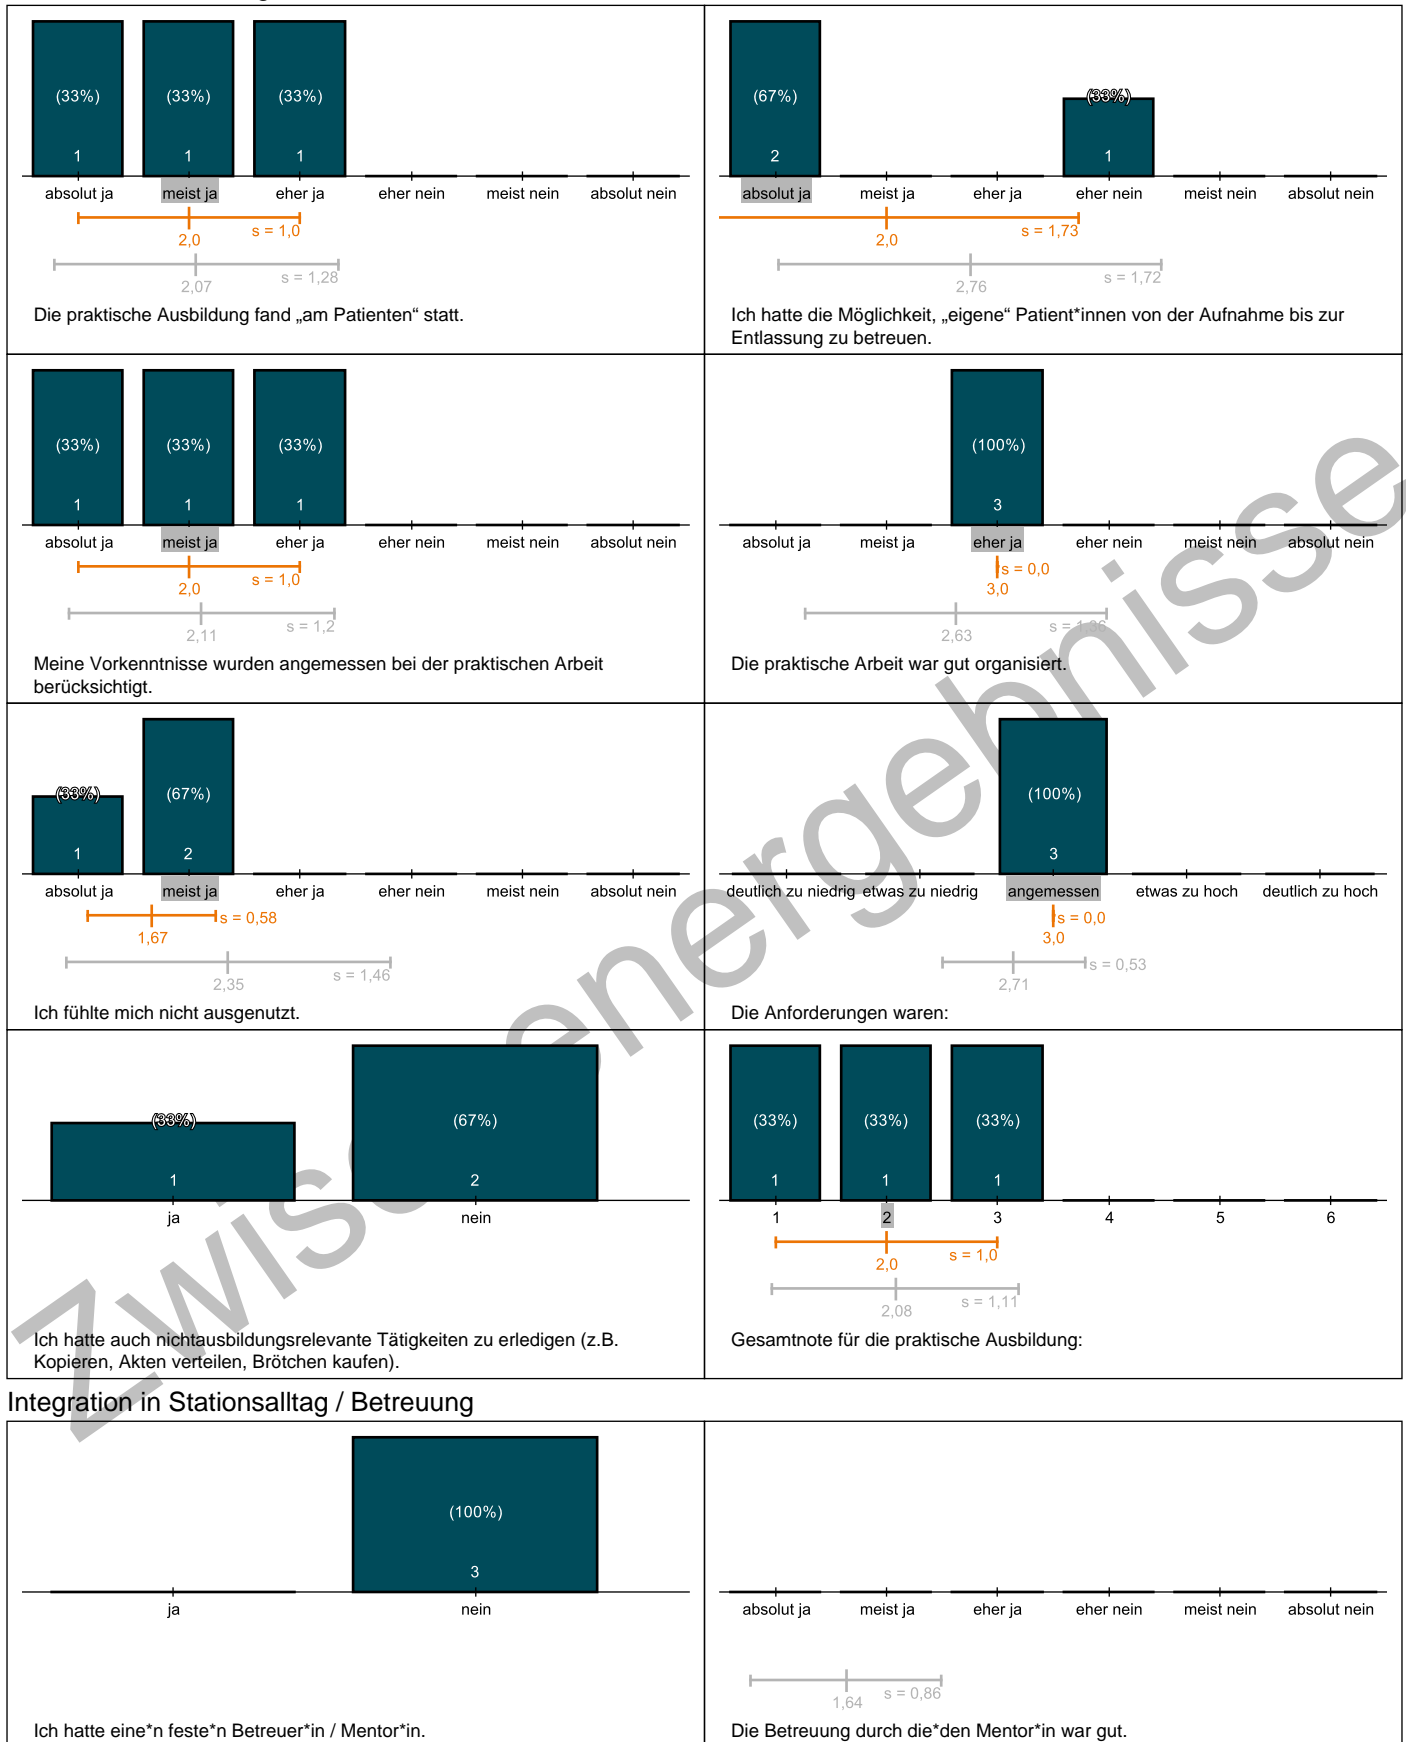 (33%) (33%) (33%)
1 1 1
absolut ja meist ja eher ja eher nein meist nein absolut nein
2,0 s = 1,0
2,07 s = 1,28
Die praktische Ausbildung fand „am Patienten“ statt.
(67%) (33%)
2 1
absolut ja meist ja eher ja eher nein meist nein absolut nein
2,0 s = 1,73
2,76 s = 1,72
Ich hatte die Möglichkeit, „eigene“ Patient*innen von der Aufnahme bis zur
Entlassung zu betreuen.
(33%) (33%) (33%)
1 1 1
absolut ja meist ja eher ja eher nein meist nein absolut nein
2,0 s = 1,0
2,11 s = 1,2
Meine Vorkenntnisse wurden angemessen bei der praktischen Arbeit
berücksichtigt.
(100%)
3
absolut ja meist ja eher ja eher nein meist nein absolut nein
s = 0,0
3,0
2,63 s = 1,36
Die praktische Arbeit war gut organisiert.
(33%) (67%)
1 2
absolut ja meist ja eher ja eher nein meist nein absolut nein
1,67 s = 0,58
2,35 s = 1,46
Ich fühlte mich nicht ausgenutzt.
(100%)
3
deutlich zu niedrig etwas zu niedrig angemessen etwas zu hoch deutlich zu hoch
s = 0,0
3,0
2,71 s = 0,53
Die Anforderungen waren:
(33%) (67%)
1 2
ja nein
Ich hatte auch nichtausbildungsrelevante Tätigkeiten zu erledigen (z.B.
Kopieren, Akten verteilen, Brötchen kaufen).
(33%) (33%) (33%)
1 1 1
1 2 3 4 5 6
2,0 s = 1,0
2,08 s = 1,11
Gesamtnote für die praktische Ausbildung:
Integration in Stationsalltag / Betreuung
(100%)
3
ja nein
Ich hatte eine*n feste*n Betreuer*in / Mentor*in.
absolut ja meist ja eher ja eher nein meist nein absolut nein
1,64 s = 0,86
Die Betreuung durch die*den Mentor*in war gut.
Zwischenergebnisse